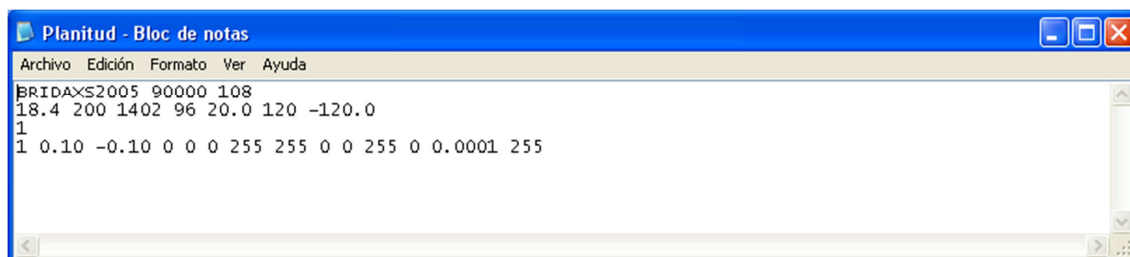 Planitud - Bloc de notas
Archivo Edición Formato Ver Ayuda
BRIDAXS2005 90000 108
18.4 200 1402 96 20.0 120 -120.0
1
1 0.10 -0.10 0 0 0 255 255 0 0 255 0 0.0001 255